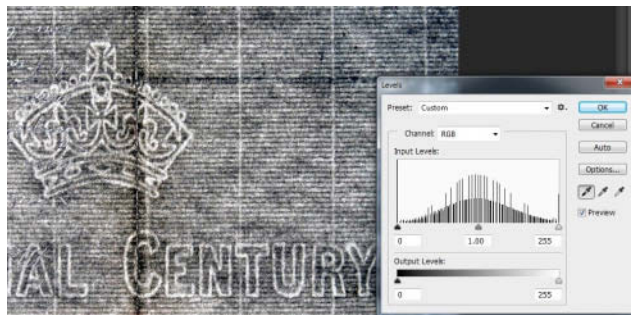 AL CENTURY
Levels
Preset: Custom
OK
Cancel
Channel: RGB
Auto
Input Levels:
Options...
Preview
0 1.00 255
Output Levels:
0 255